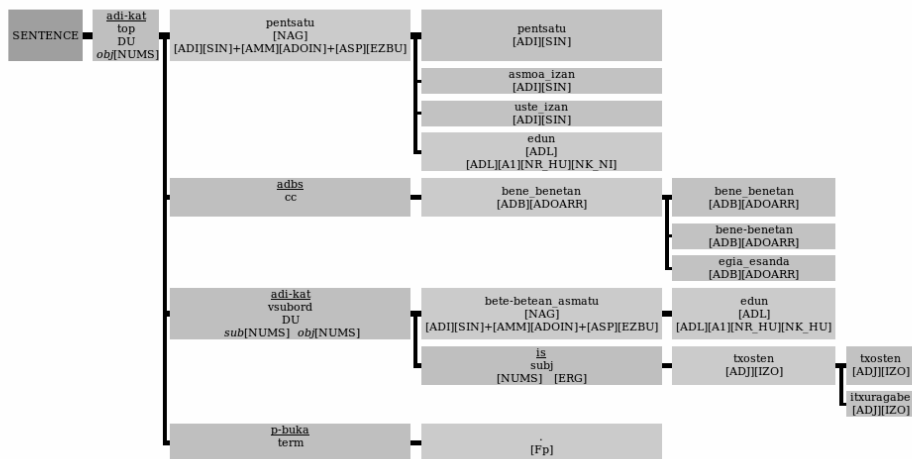 SENTENCE
adi-kat
top
DU
obj[NUMS]
pentsatu
[NAG]
[ADI][SIN]+[AMM][ADOIN]+[ASP][EZBU]
pentsatu
[ADI][SIN]
asmoa_izan
[ADI][SIN]
uste_izan
[ADI][SIN]
edun
[ADL]
[ADL][A1][NR_HU][NK_NI]
adbs
cc
bene_benetan
[ADB][ADOARR]
bene_benetan
[ADB][ADOARR]
bene-benetan
[ADB][ADOARR]
egia_esanda
[ADB][ADOARR]
adi-kat
vsubord
DU
sub[NUMS] obj[NUMS]
bete-betean_asmatu
[NAG]
[ADI][SIN]+[AMM][ADOIN]+[ASP][EZBU]
edun
[ADL]
[ADL][A1][NR_HU][NK_HU]
is
subj
[NUMS] [ERG]
txosten
[ADJ][IZO]
txosten
[ADJ][IZO]
itxuragabe
[ADJ][IZO]
p-buka
term
.
[Fp]